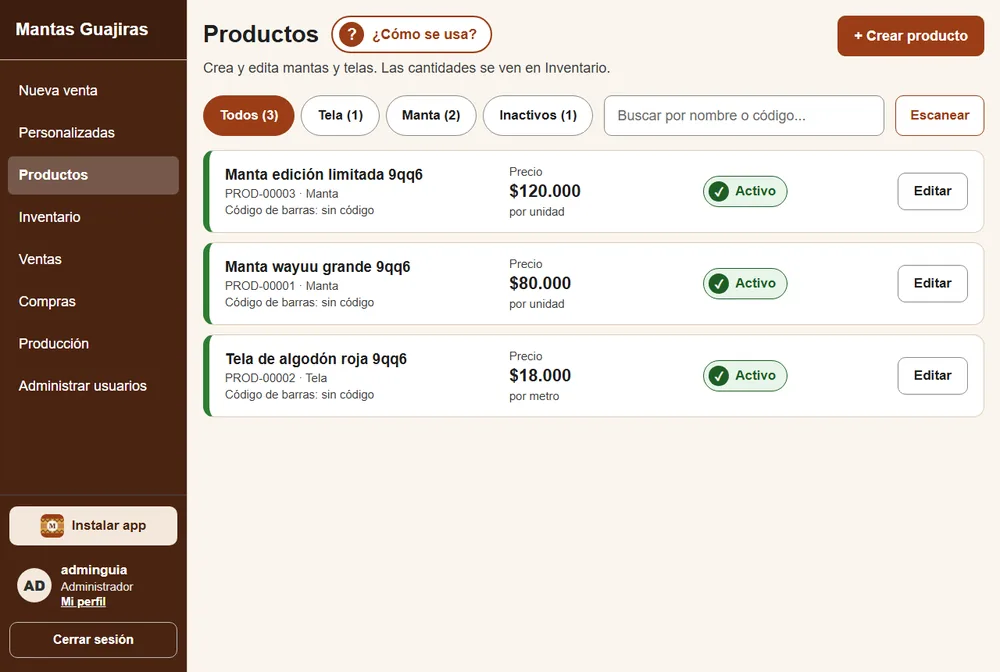 Mantas Guajiras
Nueva venta
Personalizadas
Productos
Inventario
Ventas
Compras
Producción
Administrar usuarios
M
Instalar app
AD
adminguia
Administrador
Mi perfil
Cerrar sesión
Productos
? ¿Cómo se usa?
+ Crear producto
Crea y edita mantas y telas. Las cantidades se ven en Inventario.
Todos (3)
Tela (1)
Manta (2)
Inactivos (1)
Buscar por nombre o código...
Escanear
Manta edición limitada 9qq6
PROD-00003 · Manta
Código de barras: sin código
Precio
$120.000
por unidad
✓ Activo
Editar
Manta wayuu grande 9qq6
PROD-00001 · Manta
Código de barras: sin código
Precio
$80.000
por unidad
✓ Activo
Editar
Tela de algodón roja 9qq6
PROD-00002 · Tela
Código de barras: sin código
Precio
$18.000
por metro
✓ Activo
Editar